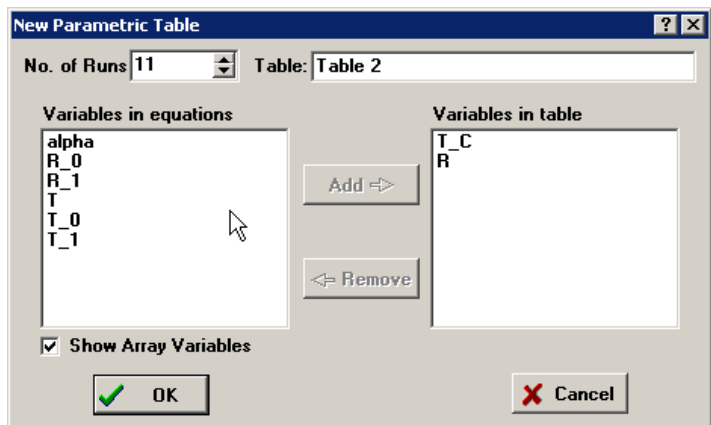 New Parametric Table
No. of Runs 11 Table: Table 2
Variables in equations Variables in table
alpha T_C
R_0 R
R_1
T
T_0
T_1
Add
Remove
Show Array Variables
OK Cancel